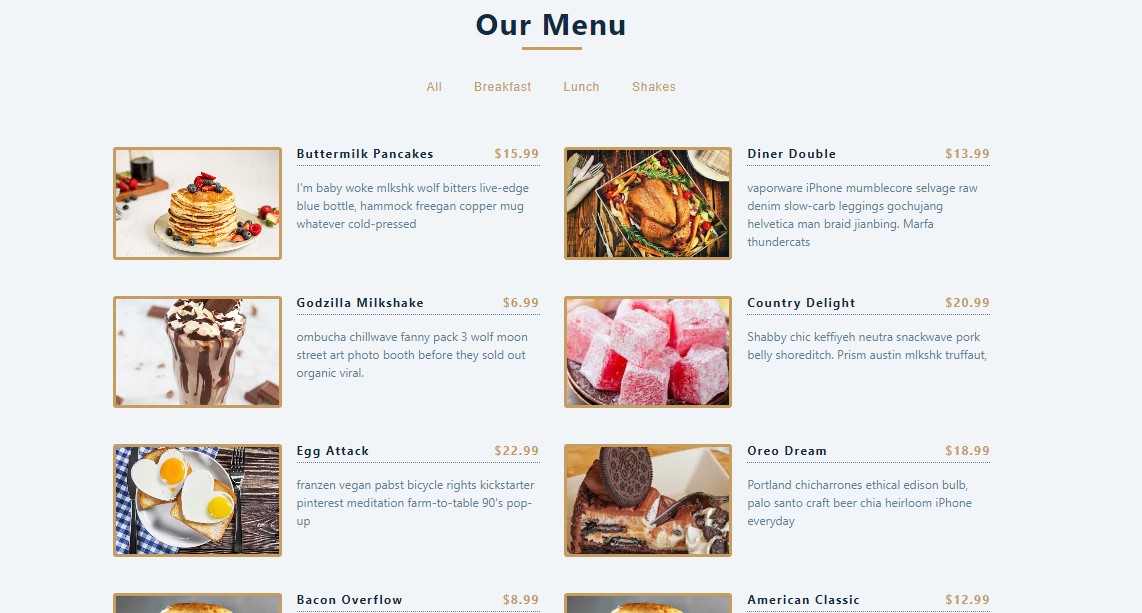 Our Menu
All Breakfast Lunch Shakes
Buttermilk Pancakes $15.99
I'm baby woke mlkshk wolf bitters live-edge
blue bottle, hammock freegan copper mug
whatever cold-pressed
Diner Double $13.99
vaporware iPhone mumblecore selvage raw
denim slow-carb leggings gochujang
helvetica man braid jianbing. Marfa
thundercats
Godzilla Milkshake $6.99
ombucha chillwave fanny pack 3 wolf moon
street art photo booth before they sold out
organic viral.
Country Delight $20.99
Shabby chic keffiyeh neutra snackwave pork
belly shoreditch. Prism austin mlkshk truffaut,
Egg Attack $22.99
franzen vegan pabst bicycle rights kickstarter
pinterest meditation farm-to-table 90's pop-
up
Oreo Dream $18.99
Portland chicharrones ethical edison bulb,
palo santo craft beer chia heirloom iPhone
everyday
Bacon Overflow $8.99
American Classic $12.99